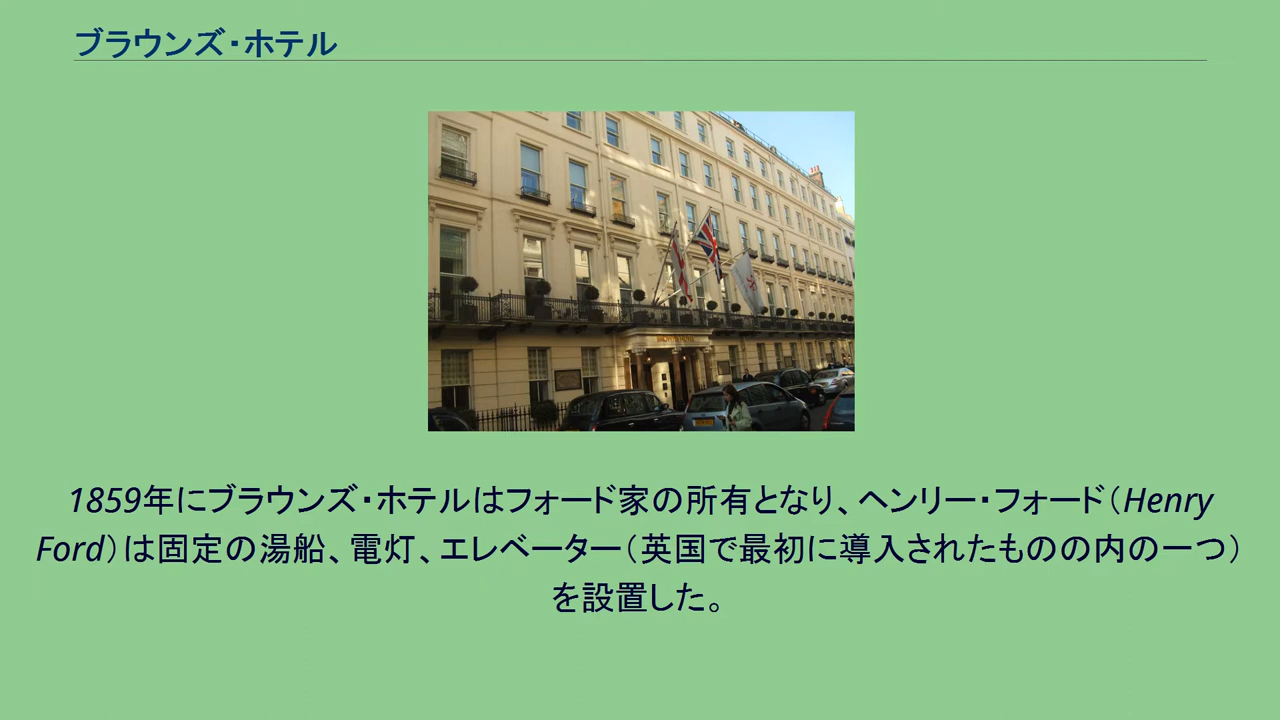 ブラウンズ・ホテル
1859年にブラウンズ・ホテルはフォード家の所有となり、ヘンリー・フォード（Henry
Ford）は固定の湯船、電灯、エレベーター（英国で最初に導入されたものの内の一つ）
を設置した。